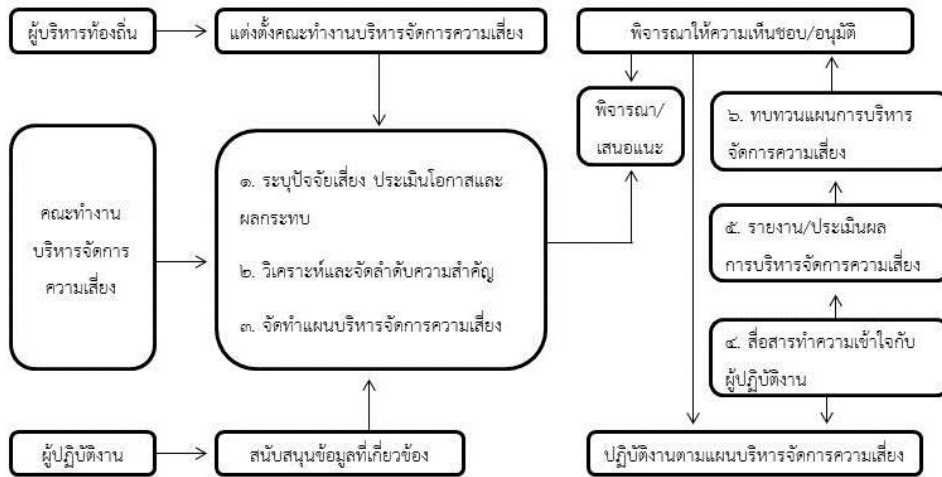 ผู้บริหารท้องถิ่น
แต่งตั้งคณะทำงานบริหารจัดการความเสี่ยง
พิจารณาให้ความเห็นชอบ/อนุมัติ
คณะทำงาน
บริหารจัดการ
ความเสี่ยง
๑. ระบุปัจจัยเสี่ยง ประเมินโอกาสและ
ผลกระทบ
๒. วิเคราะห์และจัดลำดับความสำคัญ
๓. จัดทำแผนบริหารจัดการความเสี่ยง
พิจารณา/
เสนอแนะ
๖. ทบทวนแผนการบริหาร
จัดการความเสี่ยง
๕. รายงาน/ประเมินผล
การบริหารจัดการความเสี่ยง
๔. สื่อสารทำความเข้าใจกับ
ผู้ปฏิบัติงาน
ผู้ปฏิบัติงาน
สนับสนุนข้อมูลที่เกี่ยวข้อง
ปฏิบัติงานตามแผนบริหารจัดการความเสี่ยง